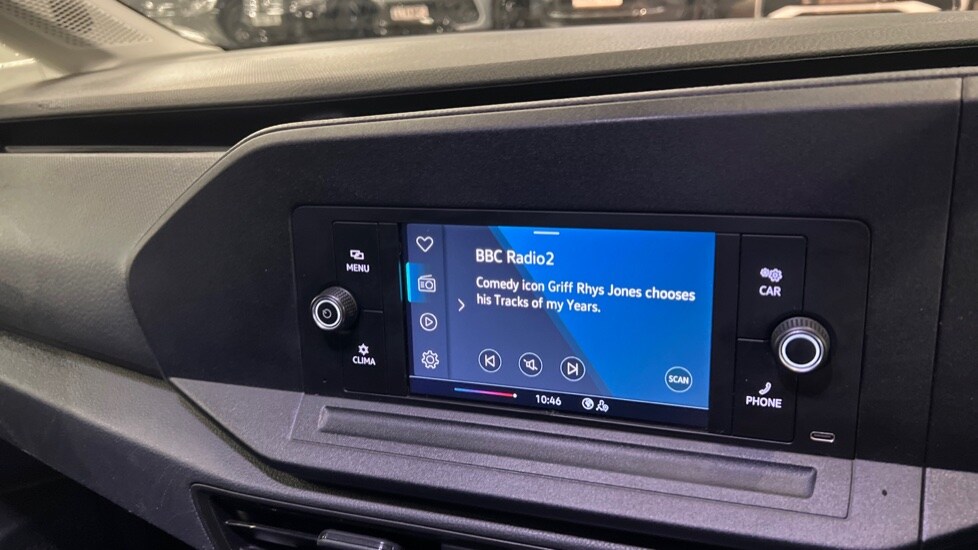 MENU
CLIMA
BBC Radio2
Comedy icon Griff Rhys Jones chooses
his Tracks of my Years.
SCAN
10:46
CAR
PHONE